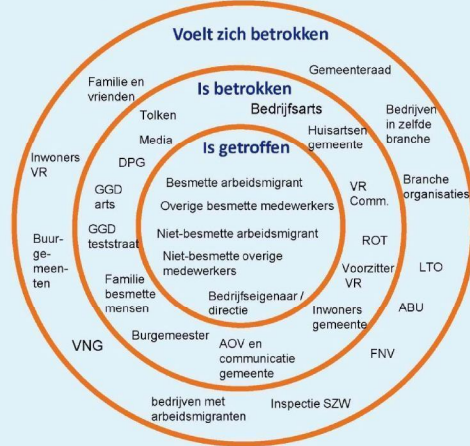 Voelt zich betrokken
Gemeenteraad
Familie en
vrienden
Is betrokken
Bedrijfsarts
Bedrijven
in zelfde
branche
Tolken
Huisartsen
gemeente
Media
Is getroffen
Inwoners
VR
DPG
Besmette arbeidsmigrant
Branche
organisaties
GGD
arts
VR
Comm.
Overige besmette medewerkers
GGD
teststraat
Niet-besmette arbeidsmigrant
ROT
Buur-
ge-
meen-
ten
Niet-besmette overige
medewerkers
Voorzitter
VR
LTO
Familie
besmette
mensen
Bedrijfseigenaar /
directie
Inwoners
gemeente
ABU
Burgemeester
AOV en
communicatie
gemeente
VNG
FNV
bedrijven met
arbeidsmigranten
Inspectie SZW